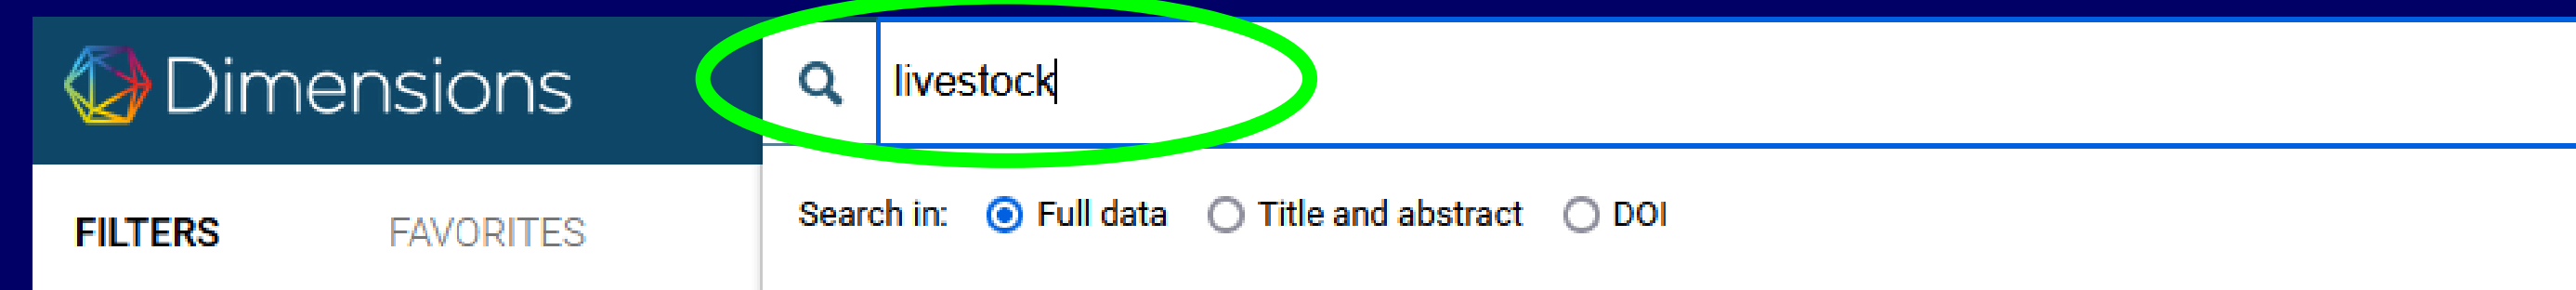 Dimensions
livestock
Search in: Full data Title and abstract DOI
FILTERS FAVORITES